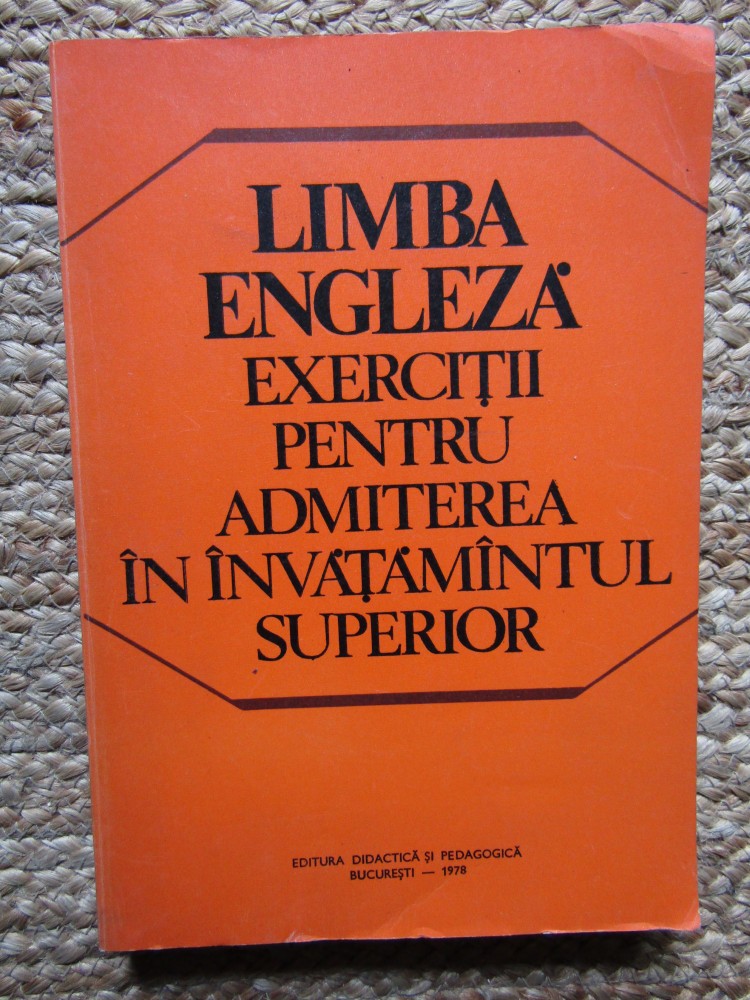 LIMBA
ENGLEZĂ
EXERCIȚII
PENTRU
ADMITEREA
ÎN ÎNVĂȚĂMÎNTUL
SUPERIOR
EDITURA DIDACTICĂ ȘI PEDAGOGICĂ
BUCUREȘTI — 1978